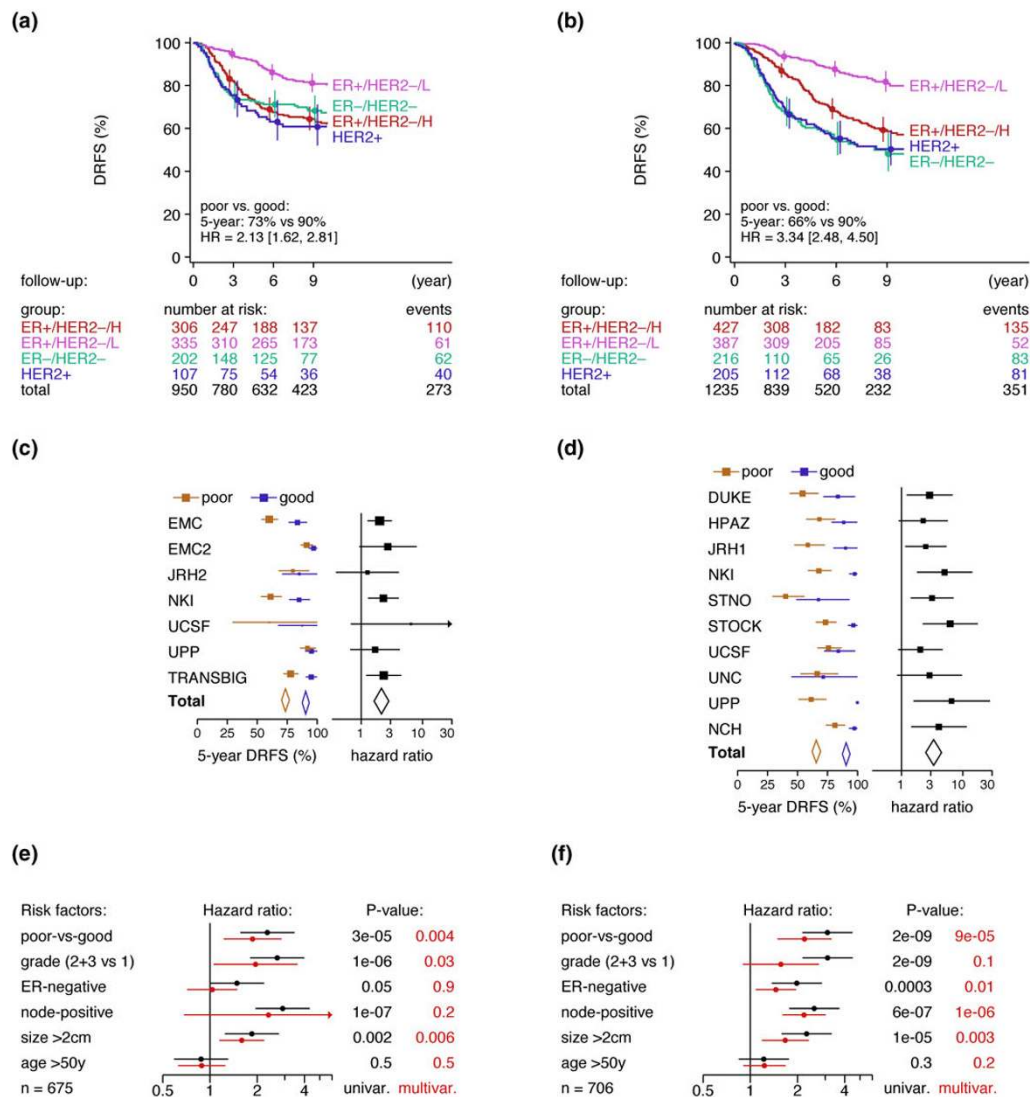 (a)
100
80
60
40
20
0
DRFS (%)
ER+/HER2−/L
ER−/HER2−
ER+/HER2−/H
HER2+
poor vs. good:
5-year: 73% vs 90%
HR = 2.13 [1.62, 2.81]
follow-up: 0 3 6 9 (year)
group: number at risk: events
ER+/HER2−/H 306 247 188 137 110
ER+/HER2−/L 335 310 265 173 61
ER−/HER2- 202 148 125 77 62
HER2+ 107 75 54 36 40
total 950 780 632 423 273
(b)
100
80
60
40
20
0
DRFS (%)
ER+/HER2−/L
ER+/HER2−/H
HER2+
ER−/HER2−
poor vs. good:
5-year: 66% vs 90%
HR = 3.34 [2.48, 4.50]
follow-up: 0 3 6 9 (year)
group: number at risk: events
ER+/HER2−/H 427 308 182 83 135
ER+/HER2−/L 387 309 205 85 52
ER−/HER2- 216 110 65 26 83
HER2+ 205 112 68 38 81
total 1235 839 520 232 351
(c)
poor good
EMC
EMC2
JRH2
NKI
UCSF
UPP
TRANSBIG
Total
0 25 50 75 100 1 3 10 30
5-year DRFS (%) hazard ratio
(d)
poor good
DUKE
HPAZ
JRH1
NKI
STNO
STOCK
UCSF
UNC
UPP
NCH
Total
0 25 50 75 100 1 3 10 30
5-year DRFS (%) hazard ratio
(e)
Risk factors: Hazard ratio: P-value:
poor-vs-good 3e-05 0.004
grade (2+3 vs 1) 1e-06 0.03
ER-negative 0.05 0.9
node-positive 1e-07 0.2
size >2cm 0.002 0.006
age >50y 0.5 0.5
n = 675 univar. multivar.
0.5 1 2 4
(f)
Risk factors: Hazard ratio: P-value:
poor-vs-good 2e-09 9e-05
grade (2+3 vs 1) 2e-09 0.1
ER-negative 0.0003 0.01
node-positive 6e-07 1e-06
size >2cm 1e-05 0.003
age >50y 0.3 0.2
n = 706 univar. multivar.
0.5 1 2 4